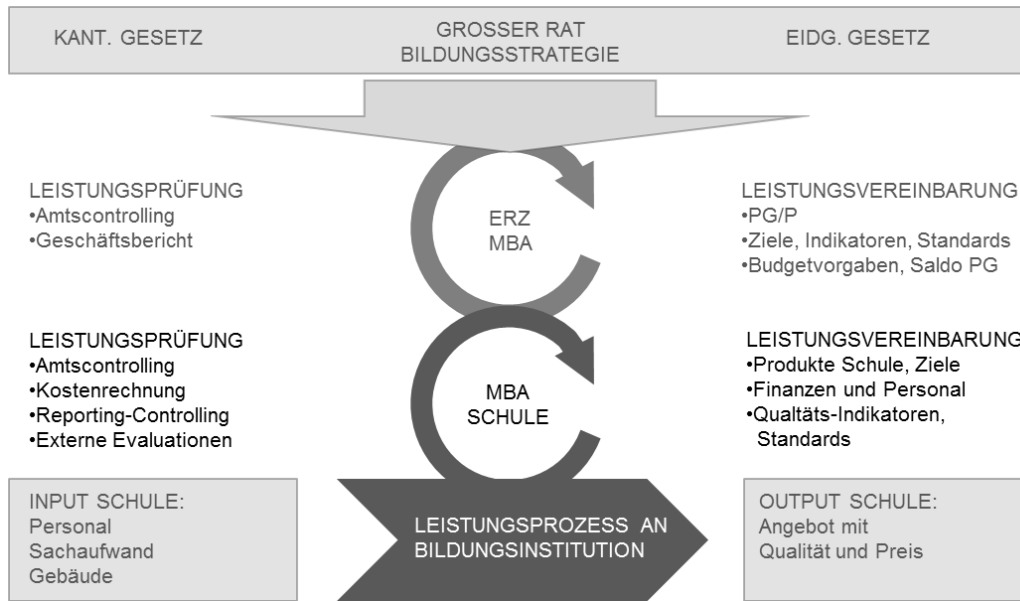 KANT. GESETZ
GROSSER RAT
BILDUNGSSTRATEGIE
EIDG. GESETZ
LEISTUNGSPRÜFUNG
•Amtscontrolling
•Geschäftsbericht
ERZ
MBA
LEISTUNGSVEREINBARUNG
•PG/P
•Ziele, Indikatoren, Standards
•Budgetvorgaben, Saldo PG
LEISTUNGSPRÜFUNG
•Amtscontrolling
•Kostenrechnung
•Reporting-Controlling
•Externe Evaluationen
MBA
SCHULE
LEISTUNGSVEREINBARUNG
•Produkte Schule, Ziele
•Finanzen und Personal
•Qualtäts-Indikatoren,
Standards
INPUT SCHULE:
Personal
Sachaufwand
Gebäude
LEISTUNGSPROZESS AN
BILDUNGSINSTITUTION
OUTPUT SCHULE:
Angebot mit
Qualität und Preis